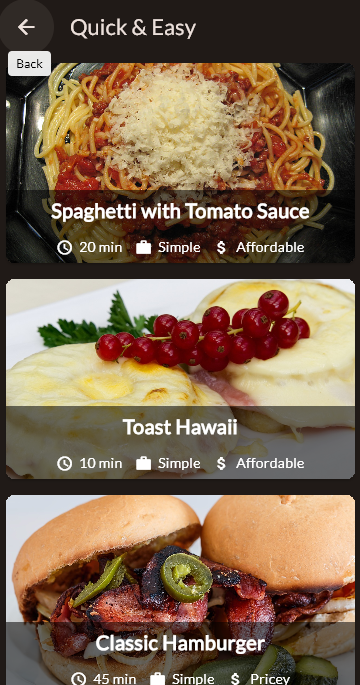 Quick & Easy
Back
Spaghetti with Tomato Sauce
20 min Simple $ Affordable
Toast Hawaii
10 min Simple $ Affordable
Classic Hamburger
45 min Simple $ Pricey